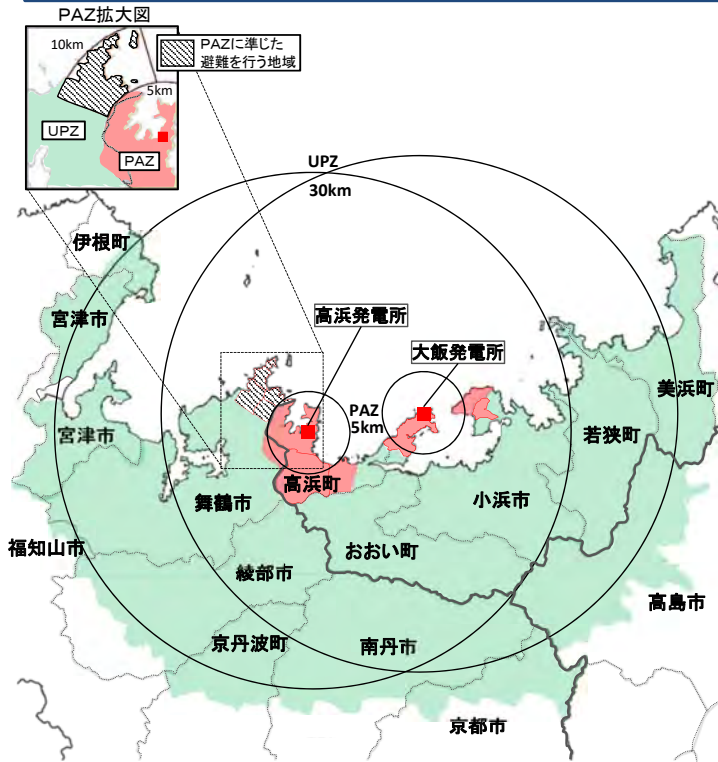 PAZ拡大図
10km
PAZに準じた
避難を行う地域
5km
UPZ
PAZ
UPZ
30km
伊根町
宮津市
高浜発電所
大飯発電所
美浜町
PAZ
5km
宮津市
若狭町
高浜町
舞鶴市
小浜市
福知山市
おおい町
綾部市
高島市
京丹波町
南丹市
京都市